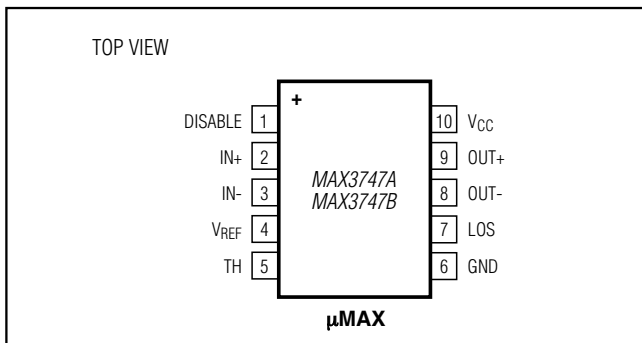 TOP VIEW
+
DISABLE 1 10 VCC
IN+ 2 9 OUT+
IN- 3 MAX3747A 8 OUT-
MAX3747B
VREF 4 7 LOS
TH 5 6 GND
μMAX